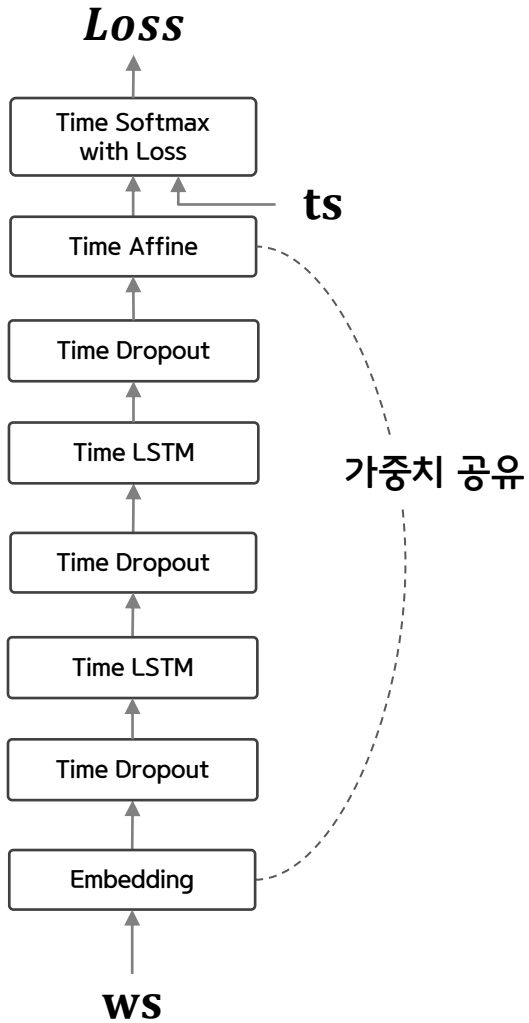 Loss
Time Softmax
with Loss
ts
Time Affine
Time Dropout
Time LSTM
가중치 공유
Time Dropout
Time LSTM
Time Dropout
Embedding
ws